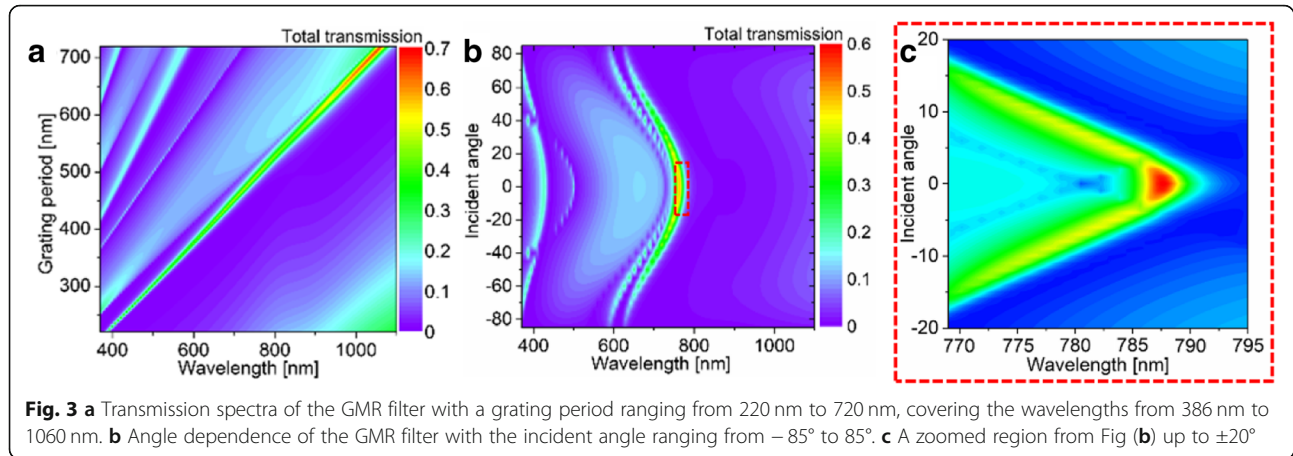 a
Total transmission
0.7
0.6
0.5
0.4
0.3
0.2
0.1
0
700
600
500
400
300
Grating period [nm]
400 600 800 1000
Wavelength [nm]
b
Total transmission
0.6
0.5
0.4
0.3
0.2
0.1
0
80
60
40
20
0
-20
-40
-60
-80
Incident angle
400 600 800 1000
Wavelength [nm]
c
20
10
0
-10
-20
Incident angle
770 775 780 785 790 795
Wavelength [nm]
Fig. 3 a Transmission spectra of the GMR filter with a grating period ranging from 220 nm to 720 nm, covering the wavelengths from 386 nm to
1060 nm. b Angle dependence of the GMR filter with the incident angle ranging from − 85° to 85°. c A zoomed region from Fig (b) up to ±20°